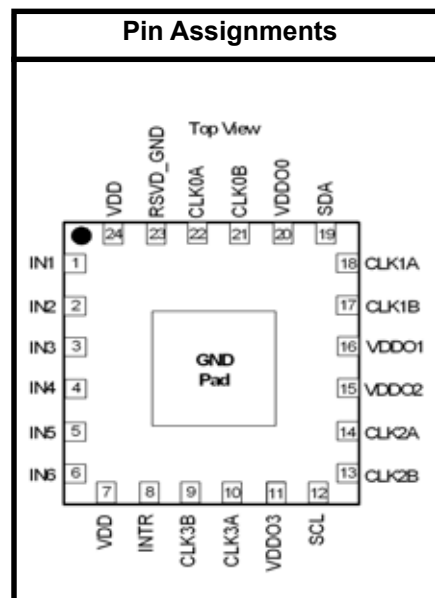 Pin Assignments
Top View
VDD
RSVD_GND
CLK0A
CLK0B
VDDO0
SDA
24
23
22
21
20
19
IN1 1
18 CLK1A
IN2 2
17 CLK1B
IN3 3
16 VDDO1
GND
Pad
IN4 4
15 VDDO2
IN5 5
14 CLK2A
IN6 6
13 CLK2B
7
8
9
10
11
12
VDD
INTR
CLK3B
CLK3A
VDDO3
SCL